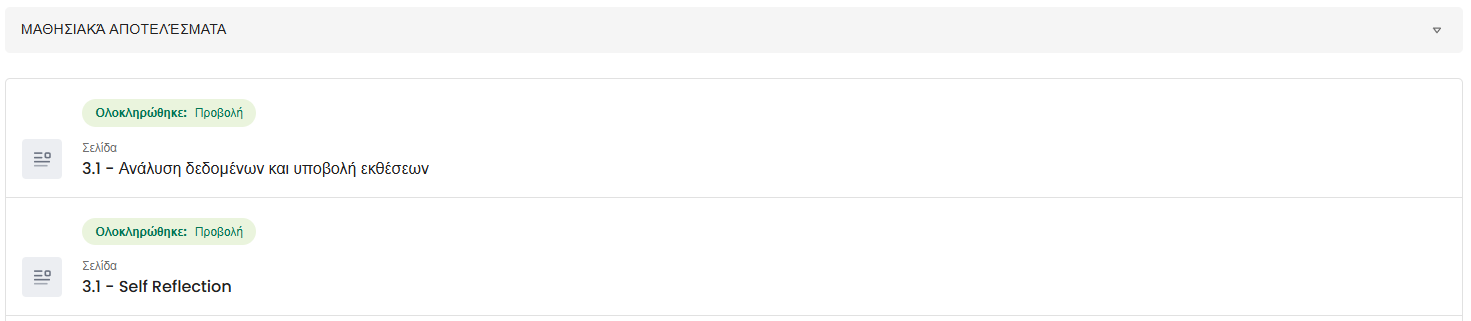 ΜΑΘΗΣΙΑΚΆ ΑΠΟΤΕΛΈΣΜΑΤΑ
Ολοκληρώθηκε: Προβολή
Σελίδα
3.1 - Ανάλυση δεδομένων και υποβολή εκθέσεων
Ολοκληρώθηκε: Προβολή
Σελίδα
3.1 - Self Reflection